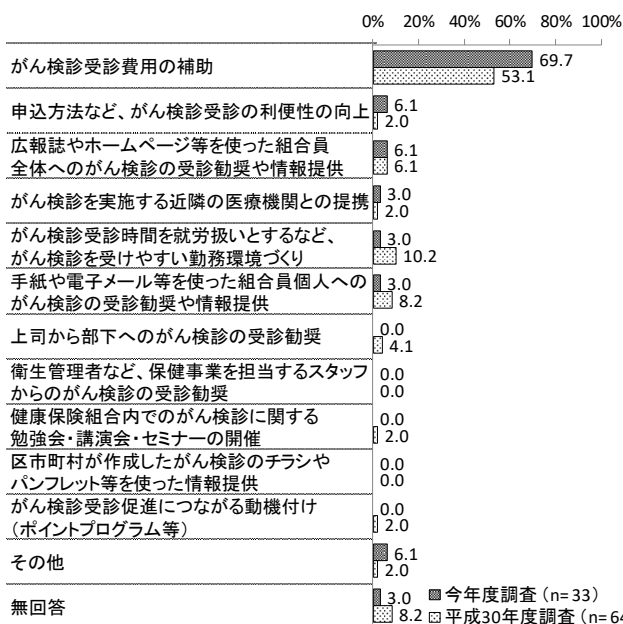 0% 20% 40% 60% 80% 100%
がん検診受診費用の補助
69.7
53.1
申込方法など、がん検診受診の利便性の向上
6.1
2.0
広報誌やホームページ等を使った組合員
全体へのがん検診の受診勧奨や情報提供
6.1
6.1
がん検診を実施する近隣の医療機関との提携
3.0
2.0
がん検診受診時間を就労扱いとするなど、
がん検診を受けやすい勤務環境づくり
3.0
10.2
手紙や電子メール等を使った組合員個人への
がん検診の受診勧奨や情報提供
3.0
8.2
上司から部下へのがん検診の受診勧奨
0.0
4.1
衛生管理者など、保健事業を担当するスタッフ
からのがん検診の受診勧奨
0.0
0.0
健康保険組合内でのがん検診に関する
勉強会・講演会・セミナーの開催
0.0
2.0
区市町村が作成したがん検診のチラシや
パンフレット等を使った情報提供
0.0
0.0
がん検診受診促進につながる動機付け
（ポイントプログラム等）
0.0
2.0
その他
6.1
2.0
無回答
3.0
8.2
今年度調査（n=33）
平成30年度調査（n=64